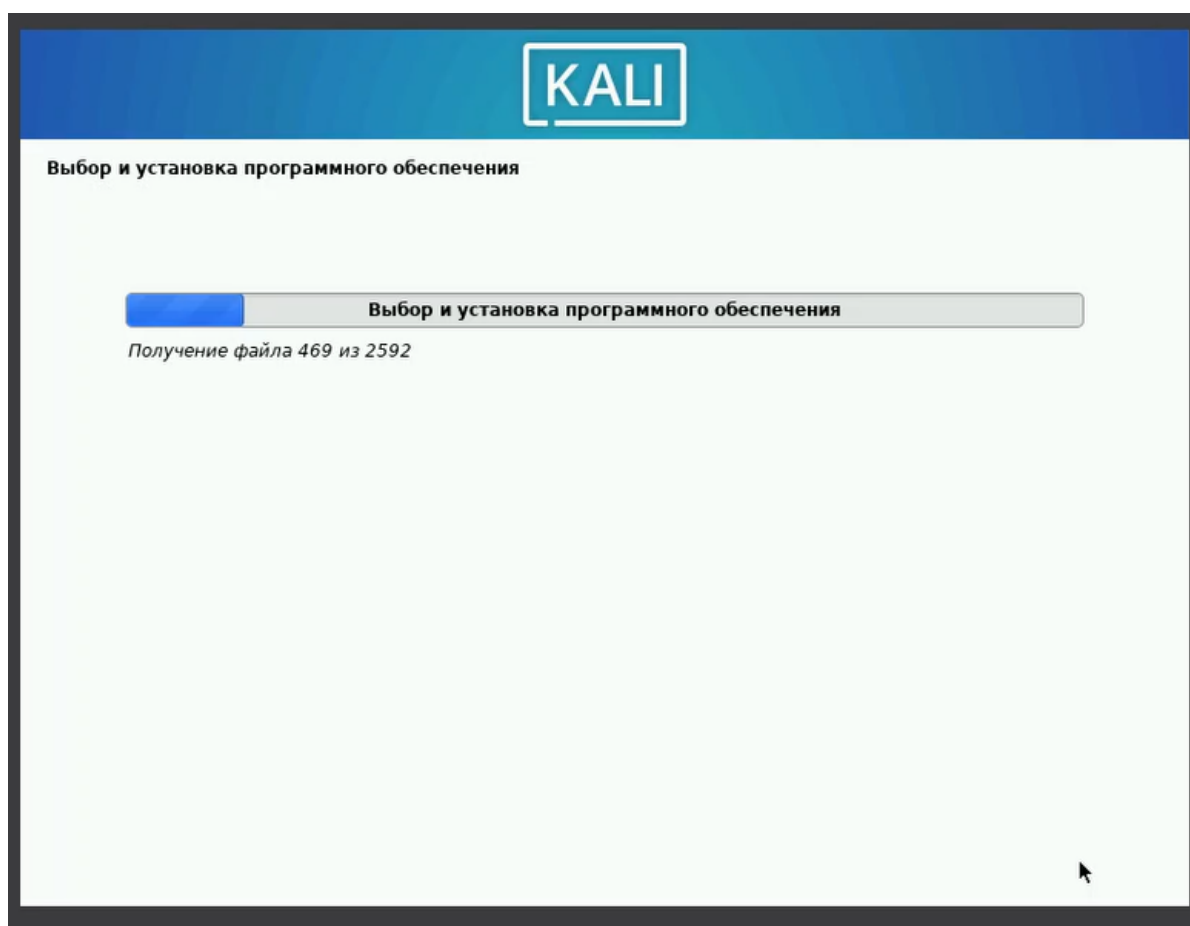 KALI
Выбор и установка программного обеспечения
Выбор и установка программного обеспечения
Получение файла 469 из 2592